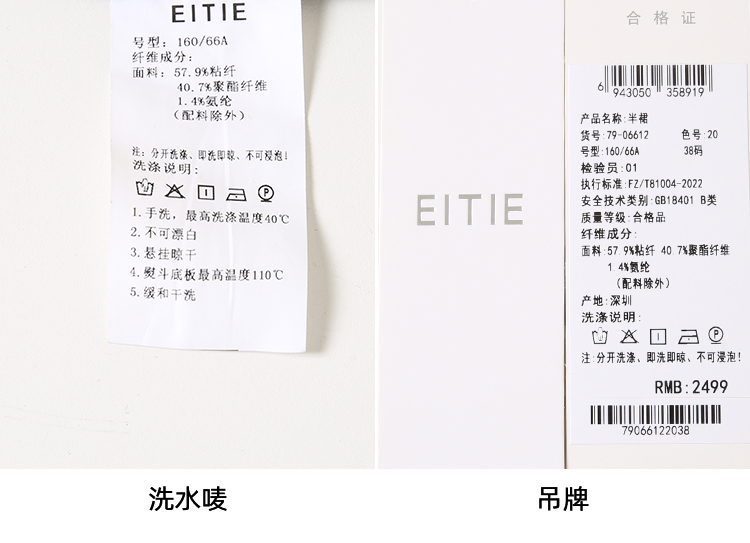 EITIE
号型: 160/66A
纤维成分:
面料: 57.9%粘纤
40.7%聚酯纤维
1.4%氨纶
(配料除外)
注: 分开洗涤、即洗即晾、不可浸泡!
洗涤说明:
P
1.手洗，最高洗涤温度40℃
2.不可漂白
3.悬挂晾干
4.熨斗底板最高温度110℃
5.缓和干洗
洗水唛
EITIE
合格证
6 943050 358919
产品名称:半裙
货号:79-06612 色号:20
号型:160/66A 38码
检验员:01
执行标准:FZ/T81004-2022
安全技术类别:GB18401 B类
质量等级:合格品
纤维成分:
面料:57.9%粘纤 40.7%聚酯纤维
1.4%氨纶
(配料除外)
产地:深圳
洗涤说明:
P
注:分开洗涤、即洗即晾、不可浸泡!
RMB:2499
79066122038
吊牌